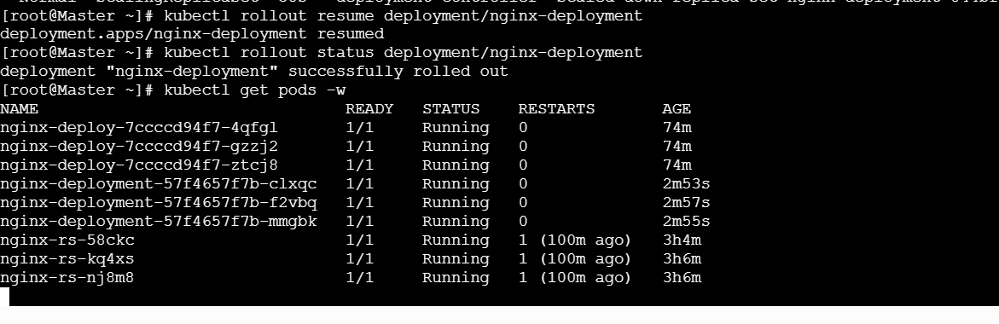 [root@Master ~]# kubectl rollout resume deployment/nginx-deployment
deployment.apps/nginx-deployment resumed
[root@Master ~]# kubectl rollout status deployment/nginx-deployment
deployment "nginx-deployment" successfully rolled out
[root@Master ~]# kubectl get pods -w
NAME READY STATUS RESTARTS AGE
nginx-deploy-7ccccd94f7-4qfgl 1/1 Running 0 74m
nginx-deploy-7ccccd94f7-gzzj2 1/1 Running 0 74m
nginx-deploy-7ccccd94f7-ztcj8 1/1 Running 0 74m
nginx-deployment-57f4657f7b-clxqc 1/1 Running 0 2m53s
nginx-deployment-57f4657f7b-f2vbq 1/1 Running 0 2m57s
nginx-deployment-57f4657f7b-mmgbk 1/1 Running 0 2m55s
nginx-rs-58ckc 1/1 Running 1 (100m ago) 3h4m
nginx-rs-kq4xs 1/1 Running 1 (100m ago) 3h6m
nginx-rs-nj8m8 1/1 Running 1 (100m ago) 3h6m